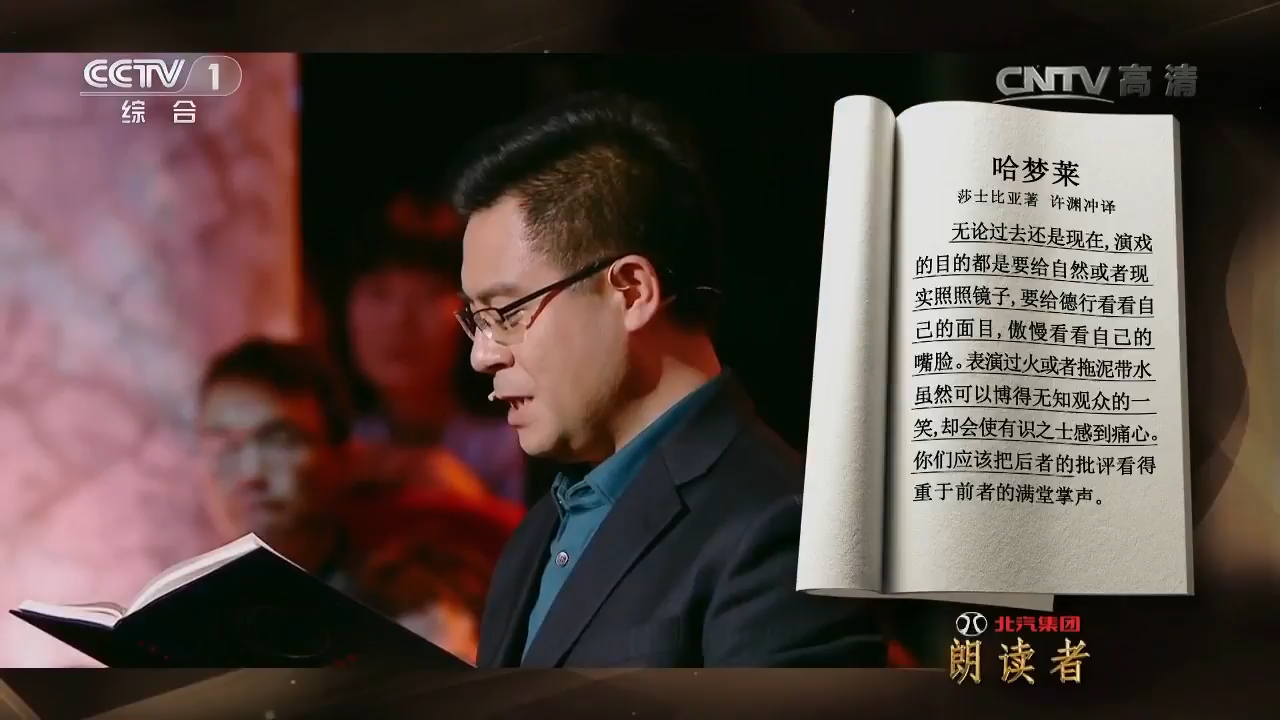 CCTV 1
综合
CNTV高清
哈梦莱
莎士比亚著 许渊冲译
无论过去还是现在,演戏
的目的都是要给自然或者现
实照照镜子,要给德行看看自
己的面目,傲慢看看自己的
嘴脸。表演过火或者拖泥带水
虽然可以博得无知观众的一
笑,却会使有识之士感到痛心。
你们应该把后者的批评看得
重于前者的满堂掌声。
北汽集团
朗读者